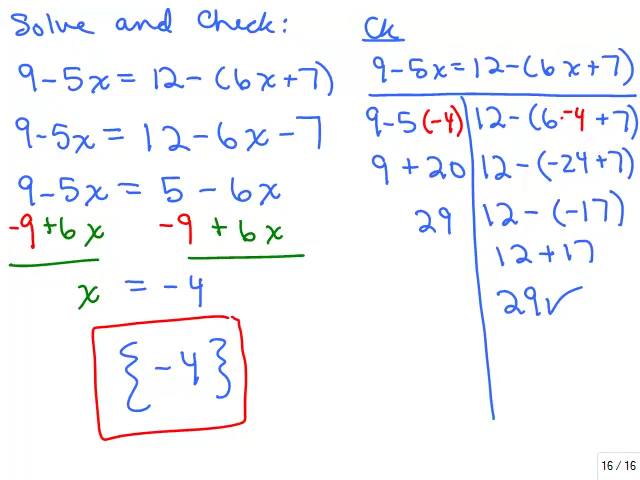 Solve and Check:
9-5x = 12-(6x+7)
9-5x = 12-6x-7
9-5x = 5-6x
-9+6x -9+6x
x = -4
{-4}
Ck
9-5x=12-(6x+7)
9-5(-4) 12-(6·-4+7)
9+20 12-(-24+7)
29 12-(-17)
12+17
29✓
16 / 16